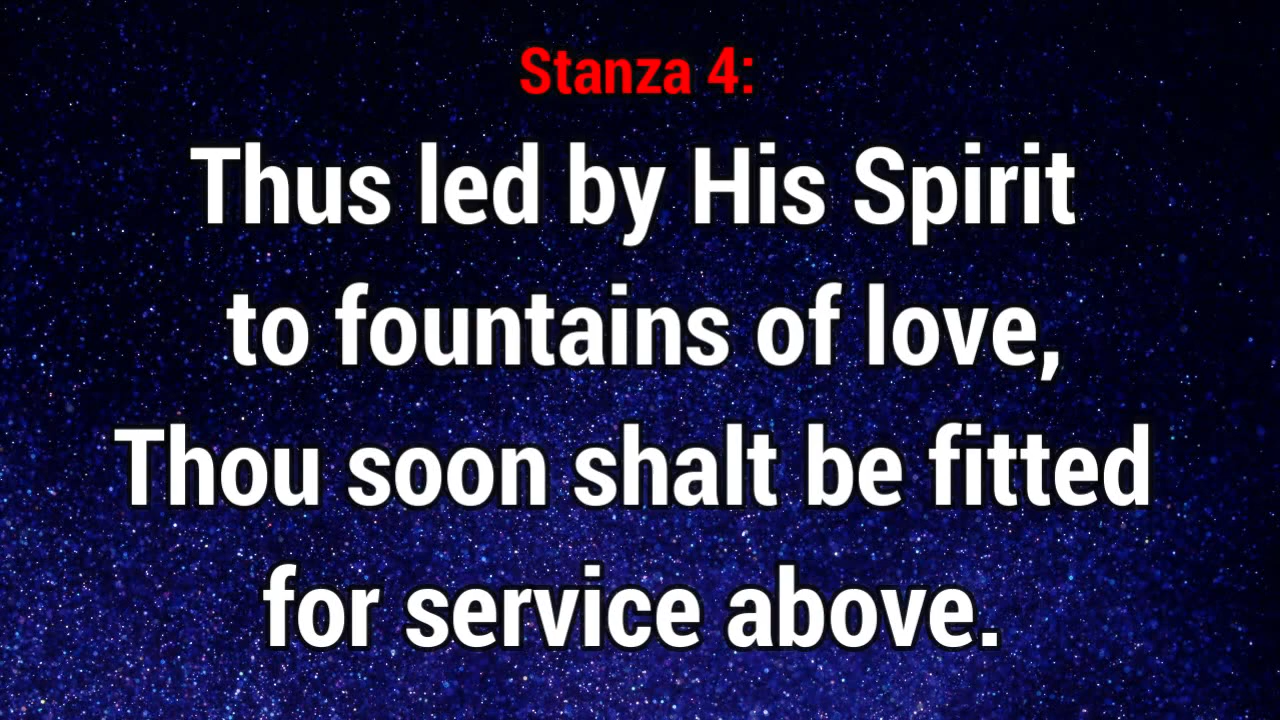 Stanza 4:
Thus led by His Spirit
to fountains of love,
Thou soon shalt be fitted
for service above.